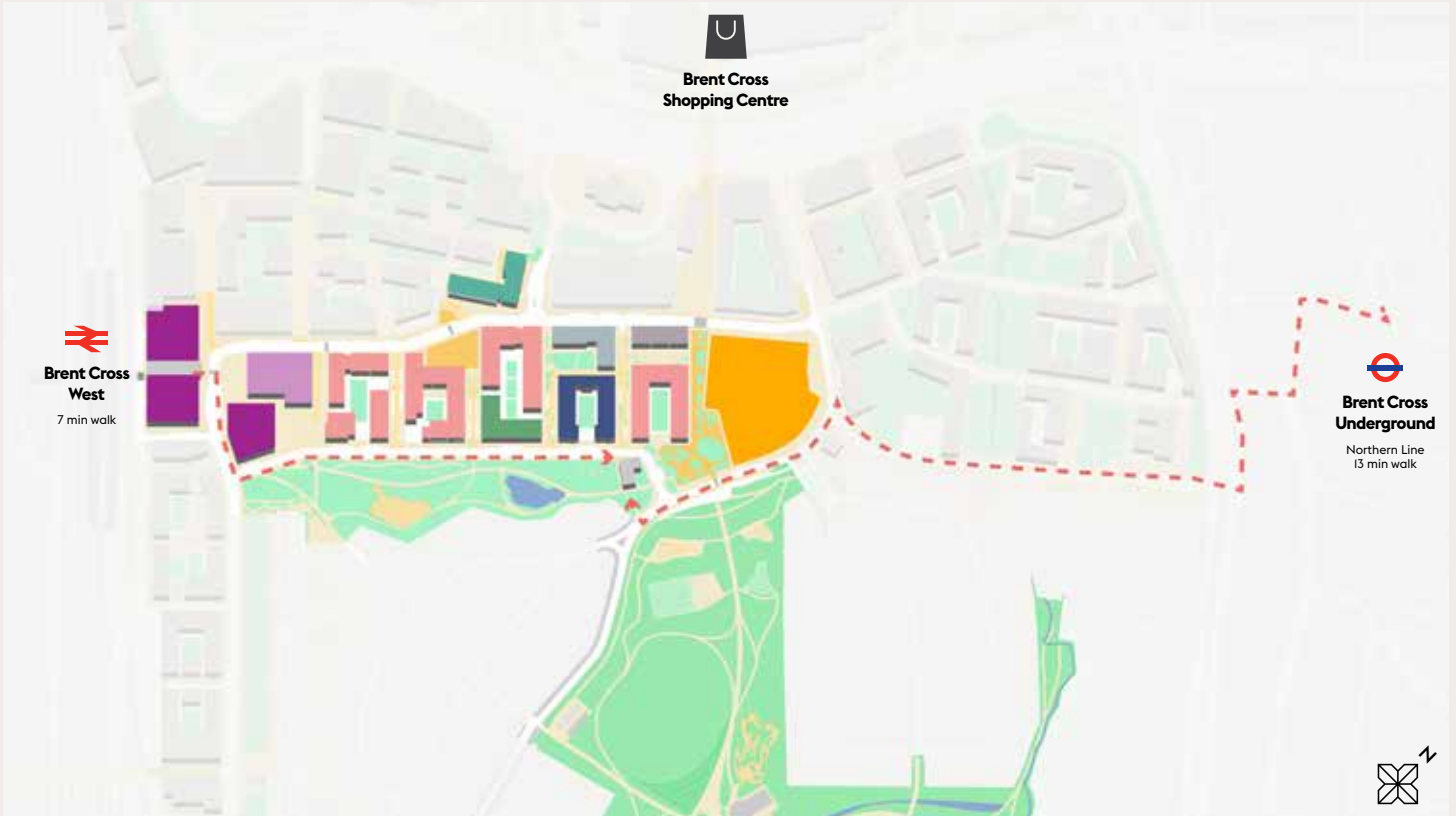 Brent Cross
Shopping Centre
Brent Cross
West
7 min walk
Brent Cross
Underground
Northern Line
13 min walk
N